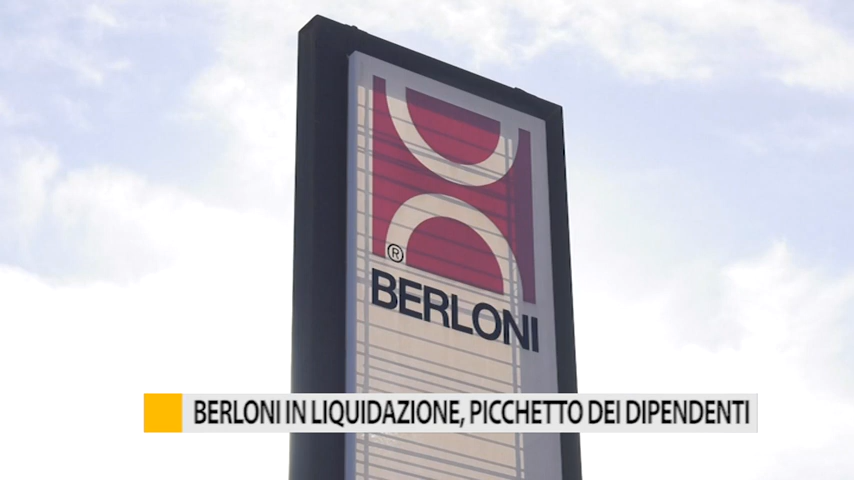 ®
BERLONI
BERLONI IN LIQUIDAZIONE, PICCHETTO DEI DIPENDENTI